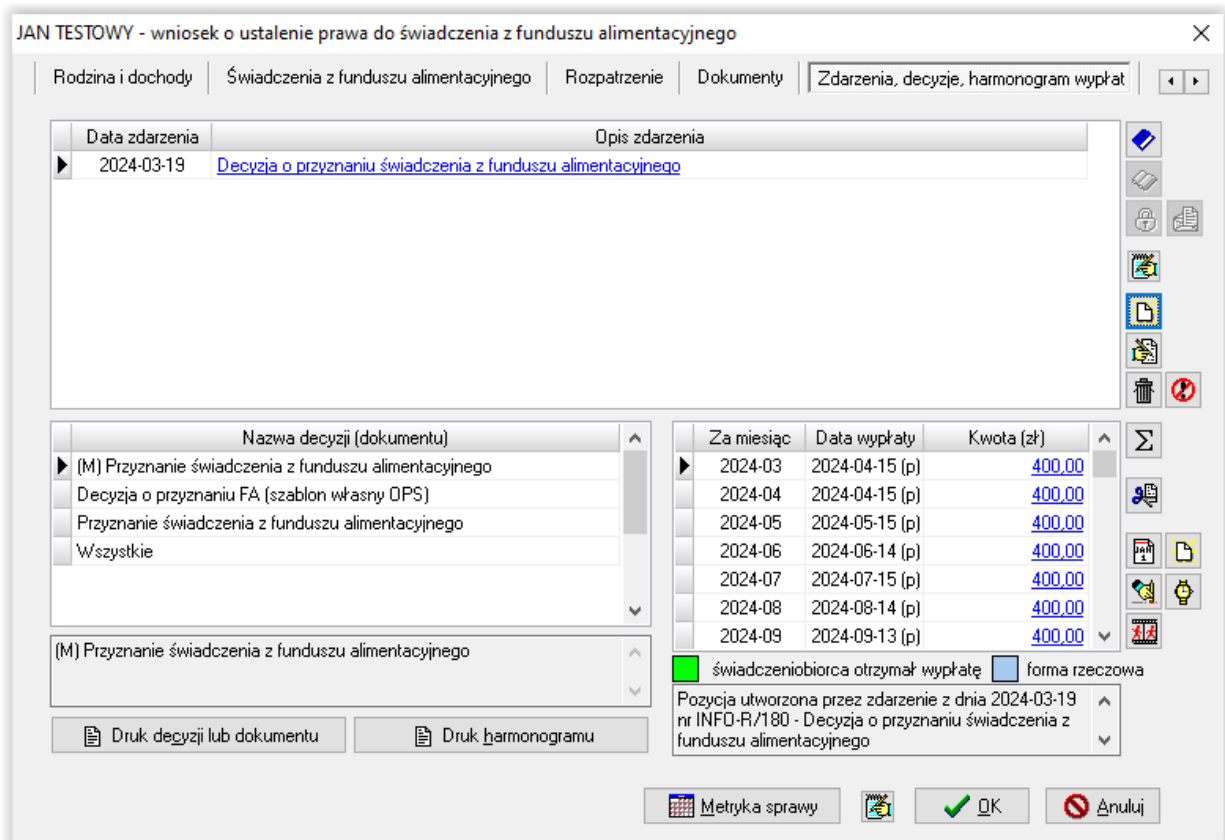 JAN TESTOWY - wniosek o ustalenie prawa do świadczenia z funduszu alimentacyjnego
Rodzina i dochody Świadczenia z funduszu alimentacyjnego Rozpatrzenie Dokumenty Zdarzenia, decyzje, harmonogram wypłat
Data zdarzenia Opis zdarzenia
2024-03-19 Decyzja o przyznaniu świadczenia z funduszu alimentacyjnego
Nazwa decyzji (dokumentu)
(M) Przyznanie świadczenia z funduszu alimentacyjnego
Decyzja o przyznaniu FA (szablon własny OPS)
Przyznanie świadczenia z funduszu alimentacyjnego
Wszystkie
(M) Przyznanie świadczenia z funduszu alimentacyjnego
Druk decyzji lub dokumentu Druk harmonogramu
Za miesiąc Data wypłaty Kwota (zł)
2024-03 2024-04-15 (p) 400,00
2024-04 2024-04-15 (p) 400,00
2024-05 2024-05-15 (p) 400,00
2024-06 2024-06-14 (p) 400,00
2024-07 2024-07-15 (p) 400,00
2024-08 2024-08-14 (p) 400,00
2024-09 2024-09-13 (p) 400,00
świadczeniobiorca otrzymał wypłatę forma rzeczowa
Pozycja utworzona przez zdarzenie z dnia 2024-03-19
nr INFO-R/180 - Decyzja o przyznaniu świadczenia z
funduszu alimentacyjnego
Σ
JAN
1
Metryka sprawy OK Anuluj